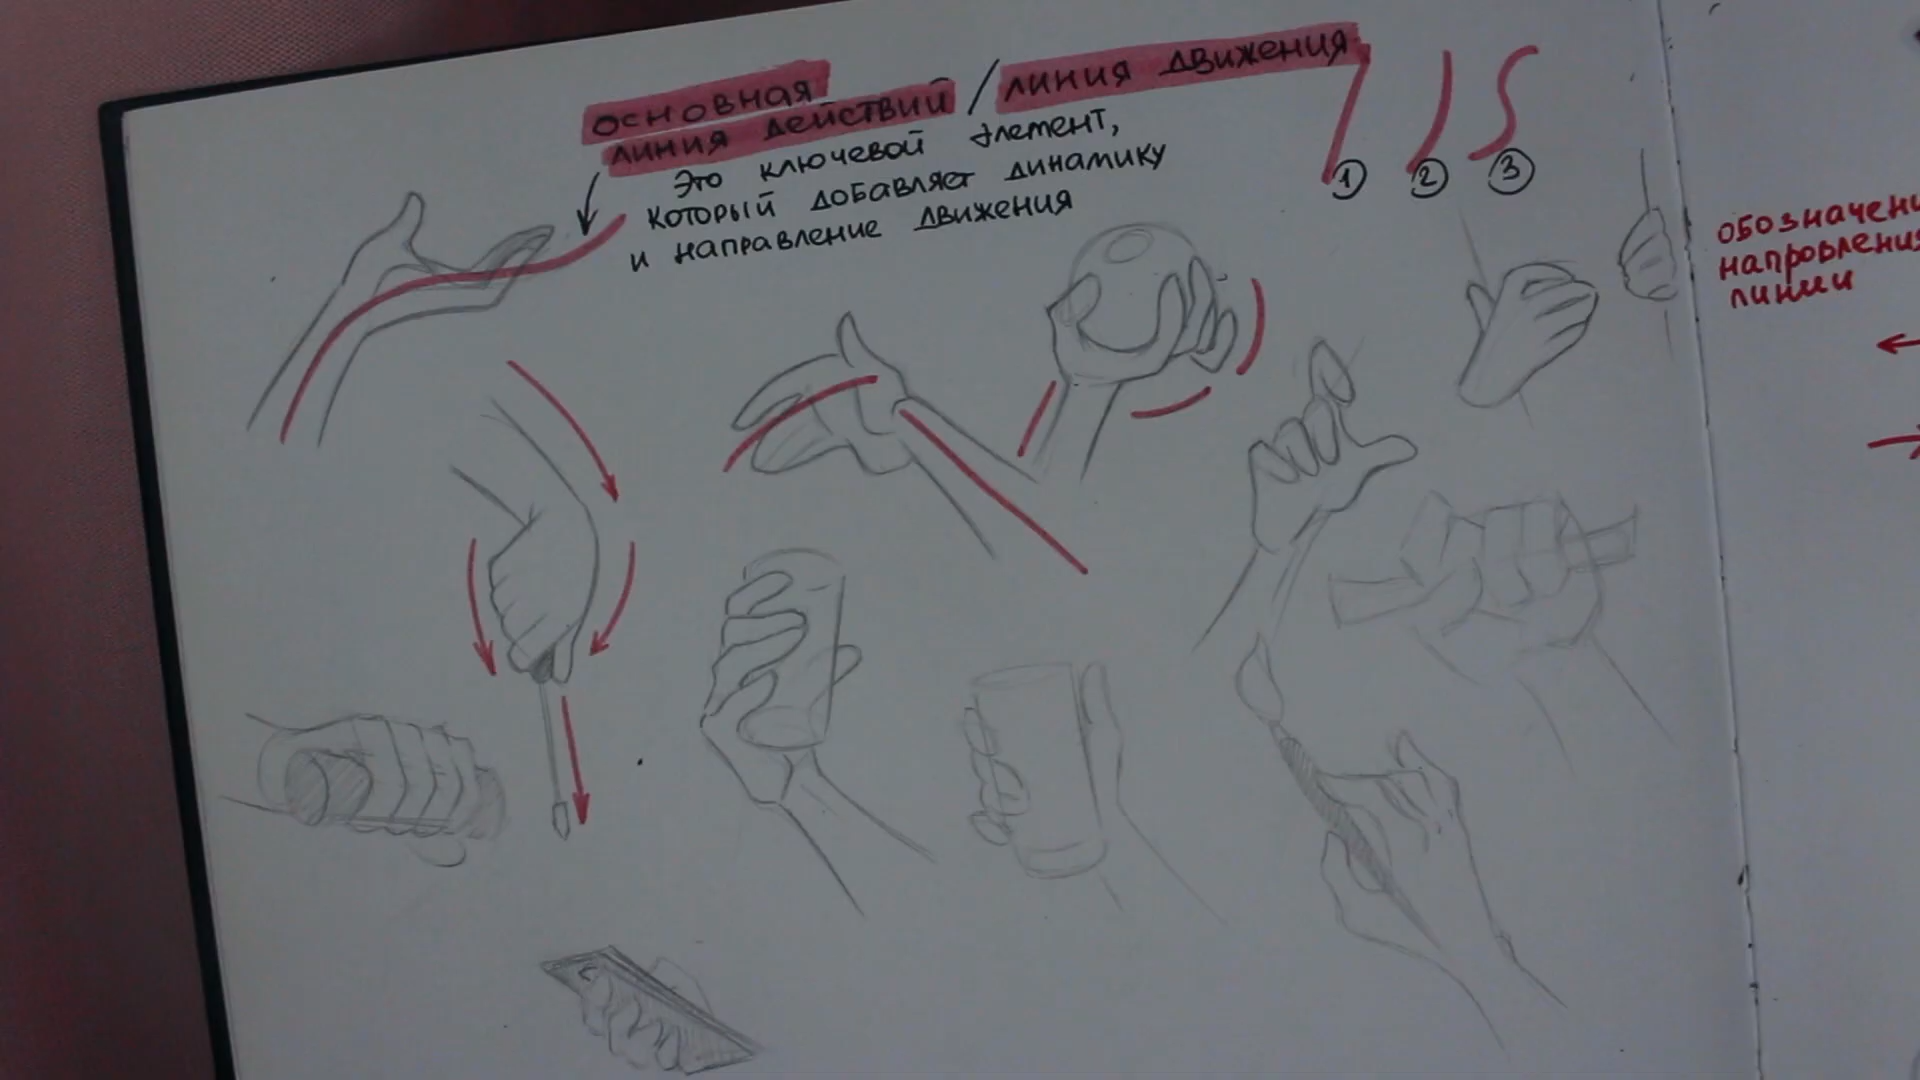 основная
линия действий / линия движения
Это ключевой элемент,
который добавляет динамику
и направление движения
1 2 3
обозначени
напровления
линии